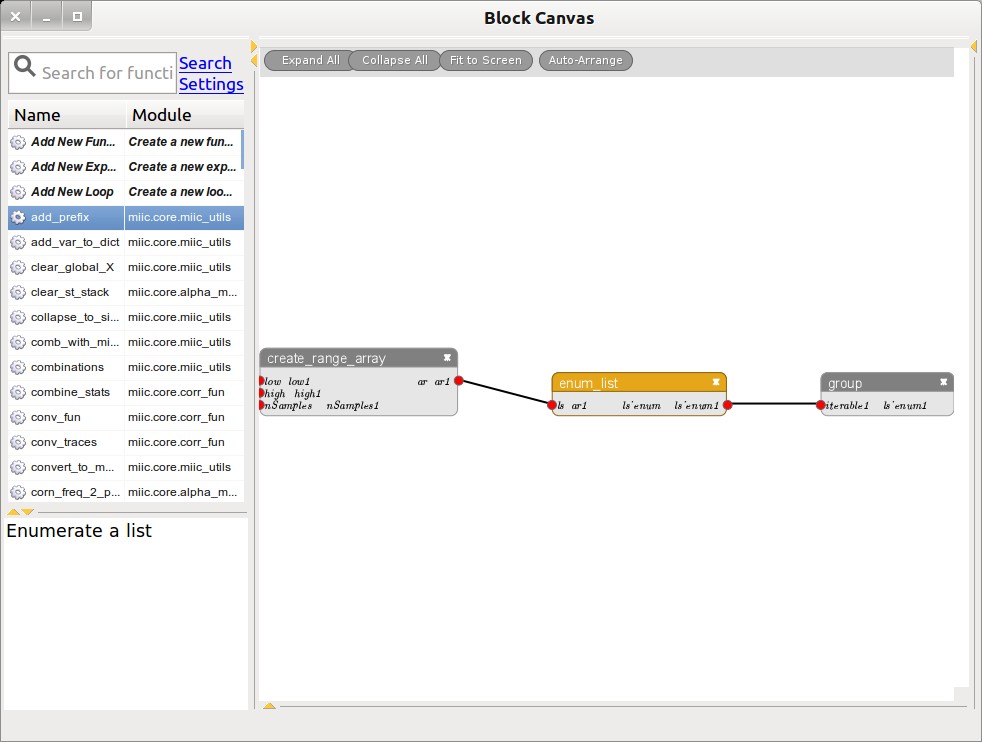 Block Canvas
Search for functi
Search
Settings
Expand All Collapse All Fit to Screen Auto-Arrange
Name Module
Add New Fun... Create a new fun...
Add New Exp... Create a new exp...
Add New Loop Create a new loo...
add_prefix miic.core.miic_utils
add_var_to_dict miic.core.miic_utils
clear_global_X miic.core.miic_utils
clear_st_stack miic.core.alpha_m...
collapse_to_si... miic.core.miic_utils
comb_with_mi... miic.core.miic_utils
combinations miic.core.miic_utils
combine_stats miic.core.corr_fun
conv_fun miic.core.corr_fun
conv_traces miic.core.corr_fun
convert_to_m... miic.core.miic_utils
corn_freq_2_p... miic.core.alpha_m...
Enumerate a list
create_range_array
low low1 ar ar1
high high1
nSamples nSamples1
enum_list
ls ar1 ls'enum ls'enum1
group
iterable1 ls'enum1